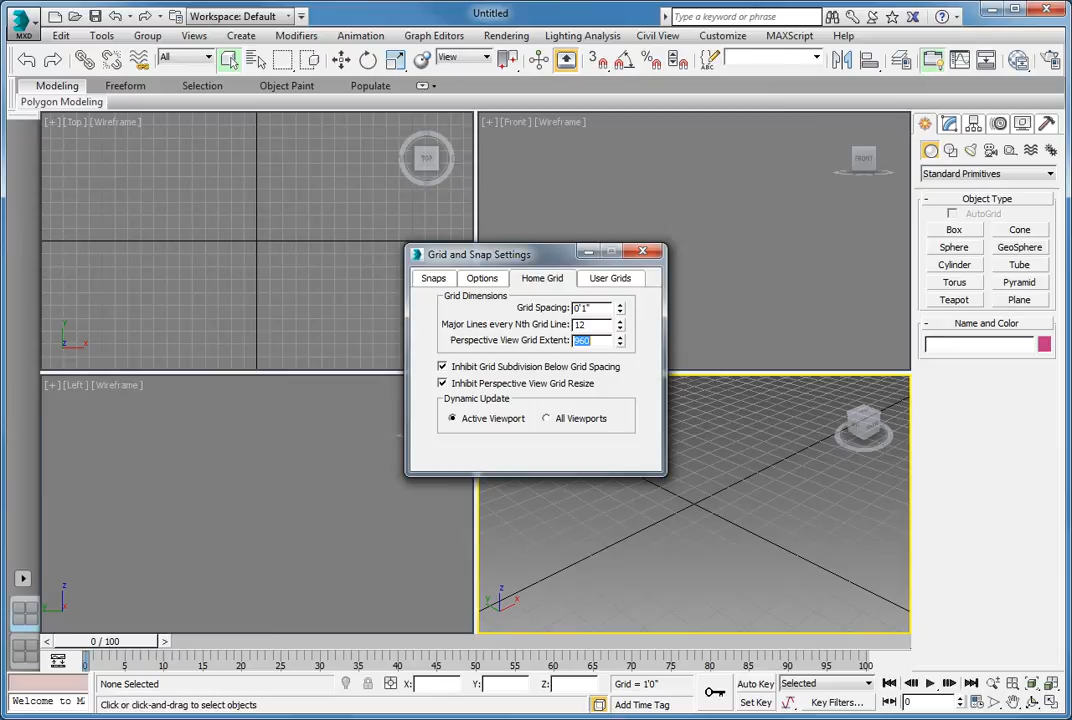 Untitled
MXD
Workspace: Default
Type a keyword or phrase
Edit Tools Group Views Create Modifiers Animation Graph Editors Rendering Lighting Analysis Civil View Customize MAXScript Help
All
View
Modeling Freeform Selection Object Paint Populate
Polygon Modeling
[+][Top][Wireframe]
TOP
[+][Front][Wireframe]
FRONT
Standard Primitives
- Object Type
AutoGrid
Box Cone
Sphere GeoSphere
Cylinder Tube
Torus Pyramid
Teapot Plane
- Name and Color
Grid and Snap Settings
Snaps Options Home Grid User Grids
Grid Dimensions
Grid Spacing: 0'1"
Major Lines every Nth Grid Line: 12
Perspective View Grid Extent: 960
Inhibit Grid Subdivision Below Grid Spacing
Inhibit Perspective View Grid Resize
Dynamic Update
Active Viewport All Viewports
y
x
[+][Left][Wireframe]
z
y x
z
y x
< 0 / 100 >
0 5 10 15 20 25 30 35 40 45 50 55 60 65 70 75 80 85 90 95 100
None Selected X: Y: Z: Grid = 1'0" Auto Key Selected
Welcome to M Click or click-and-drag to select objects Add Time Tag Set Key Key Filters... 0